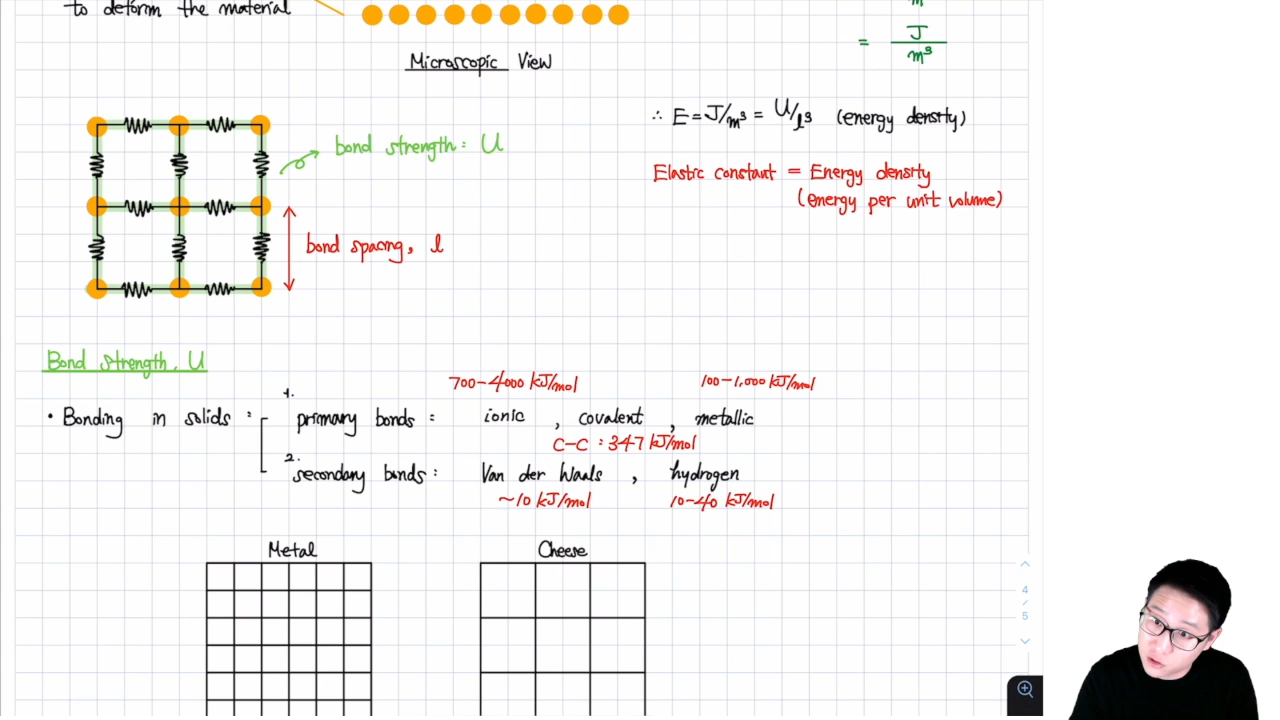 to deform the material
= J/m³
Microscopic View
∴ E = J/m³ = U/l³ (energy density)
bond strength: U
Elastic constant = Energy density
(energy per unit volume)
bond spacing, l
Bond strength, U
700-4000 kJ/mol
100-1,000 kJ/mol
1.
• Bonding in solids : primary bonds : ionic , covalent , metallic
C-C : 347 kJ/mol
2.
secondary bonds : Van der Waals , hydrogen
~10 kJ/mol
10-40 kJ/mol
Metal
Cheese
4
/
5